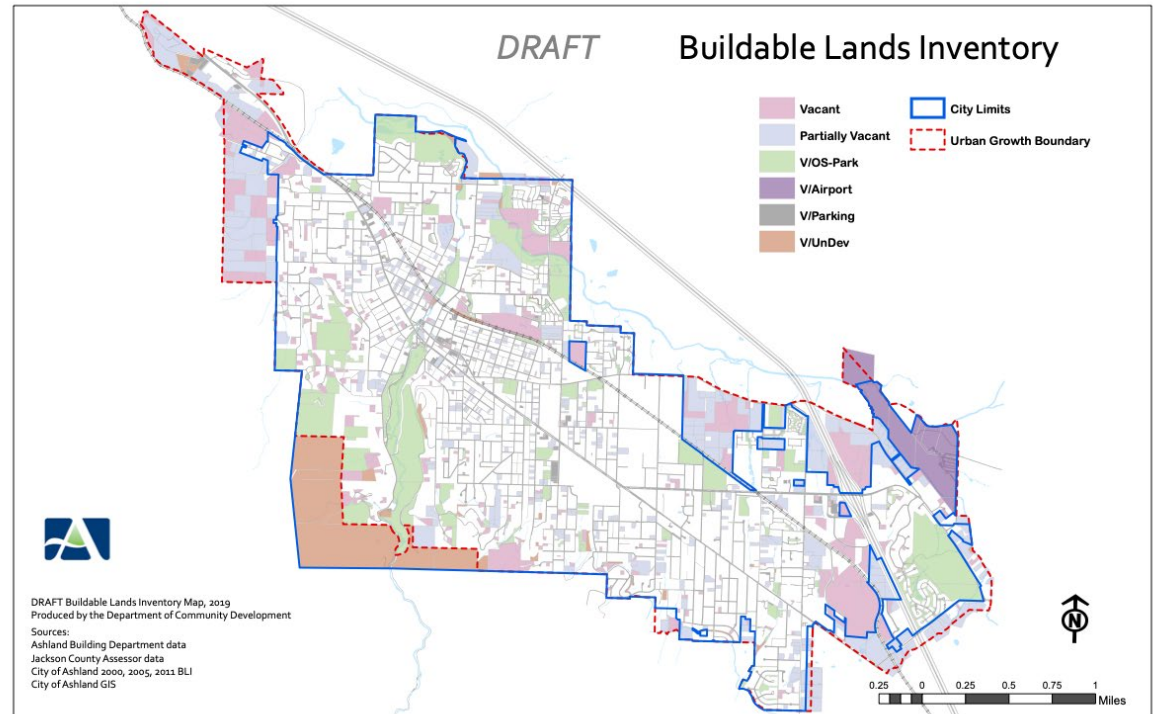 DRAFT Buildable Lands Inventory
Vacant
Partially Vacant
V/OS-Park
V/Airport
V/Parking
V/UnDev
City Limits
Urban Growth Boundary
DRAFT Buildable Lands Inventory Map, 2019
Produced by the Department of Community Development
Sources:
Ashland Building Department data
Jackson County Assessor data
City of Ashland 2000, 2005, 2011 BLI
City of Ashland GIS
N
0.25 0 0.25 0.5 0.75 1
Miles